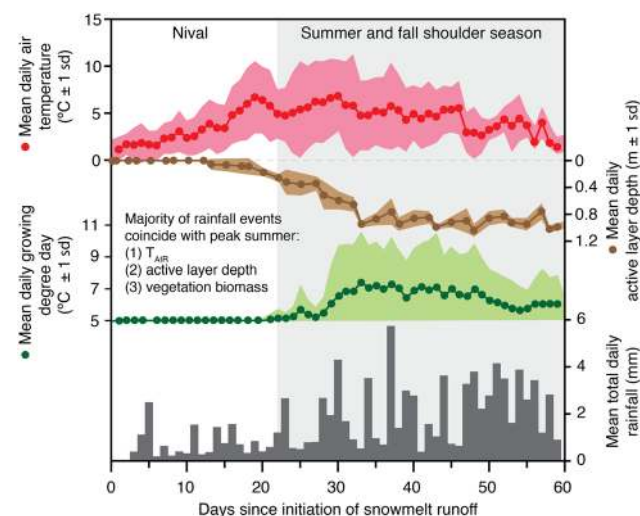 Nival
Summer and fall shoulder season
15
10
5
0
Mean daily air
temperature
(ºC ± 1 sd)
0
0.4
0.8
1.2
Mean daily
active layer depth (m ± 1 sd)
Majority of rainfall events
coincide with peak summer:
(1) TAIR
(2) active layer depth
(3) vegetation biomass
11
9
7
5
Mean daily growing
degree day
(ºC ± 1 sd)
6
4
2
0
Mean total daily
rainfall (mm)
0
10
20
30
40
50
60
Days since initiation of snowmelt runoff